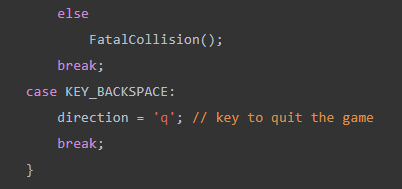 else
FatalCollision();
break;
case KEY_BACKSPACE:
direction = 'q'; // key to quit the game
break;
}